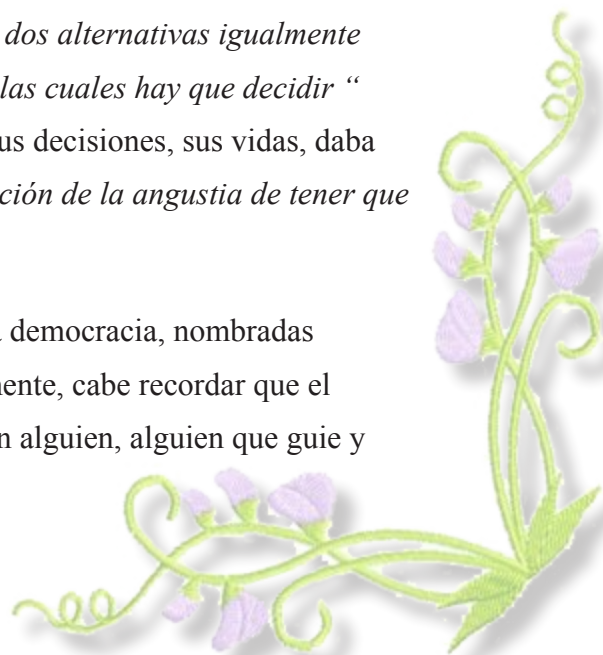 dos alternativas igualmente
las cuales hay que decidir “
us decisiones, sus vidas, daba
ción de la angustia de tener que
democracia, nombradas
nente, cabe recordar que el
n alguien, alguien que guie y